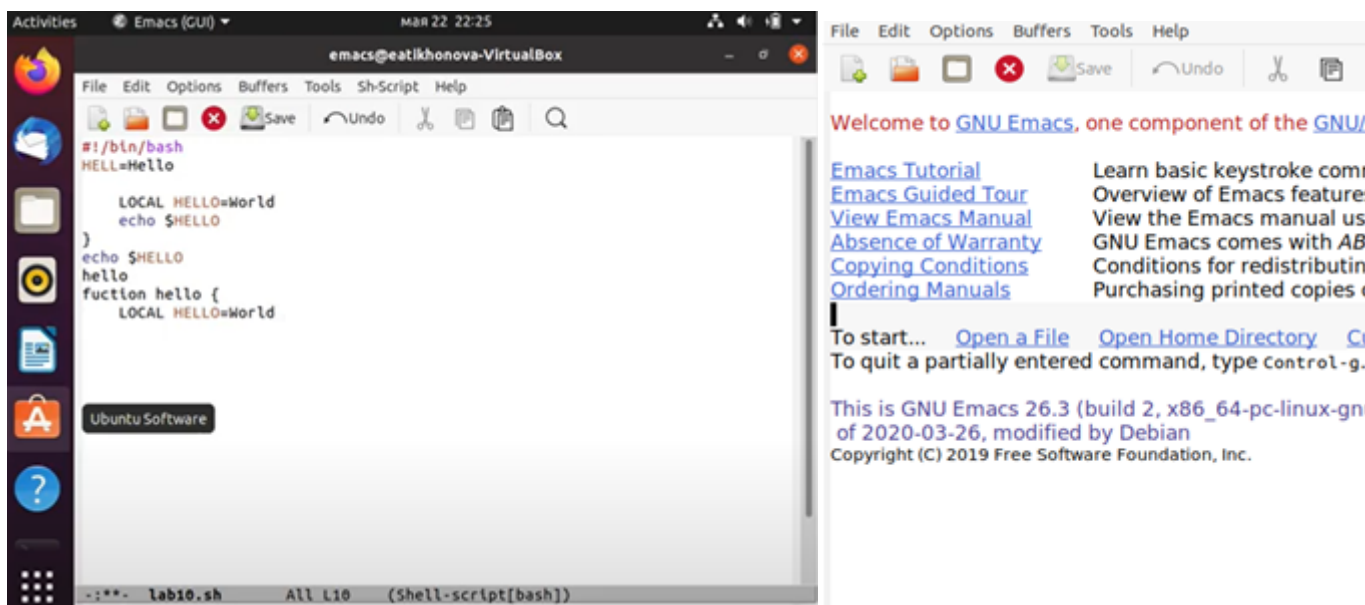 Activities Emacs (GUI) мая 22 22:25
emacs@eatikhonova-VirtualBox
File Edit Options Buffers Tools Sh-Script Help
Save Undo
#!/bin/bash
HELL=Hello
LOCAL HELLO=World
echo $HELLO
}
echo $HELLO
hello
fuction hello {
LOCAL HELLO=World
Ubuntu Software
-:**- lab10.sh All L10 (Shell-script[bash])
File Edit Options Buffers Tools Help
Save Undo
Welcome to GNU Emacs, one component of the GNU/
Emacs Tutorial Learn basic keystroke com
Emacs Guided Tour Overview of Emacs features
View Emacs Manual View the Emacs manual us
Absence of Warranty GNU Emacs comes with AB
Copying Conditions Conditions for redistributin
Ordering Manuals Purchasing printed copies
To start... Open a File Open Home Directory Cu
To quit a partially entered command, type Control-g.
This is GNU Emacs 26.3 (build 2, x86_64-pc-linux-gnu
of 2020-03-26, modified by Debian
Copyright (C) 2019 Free Software Foundation, Inc.